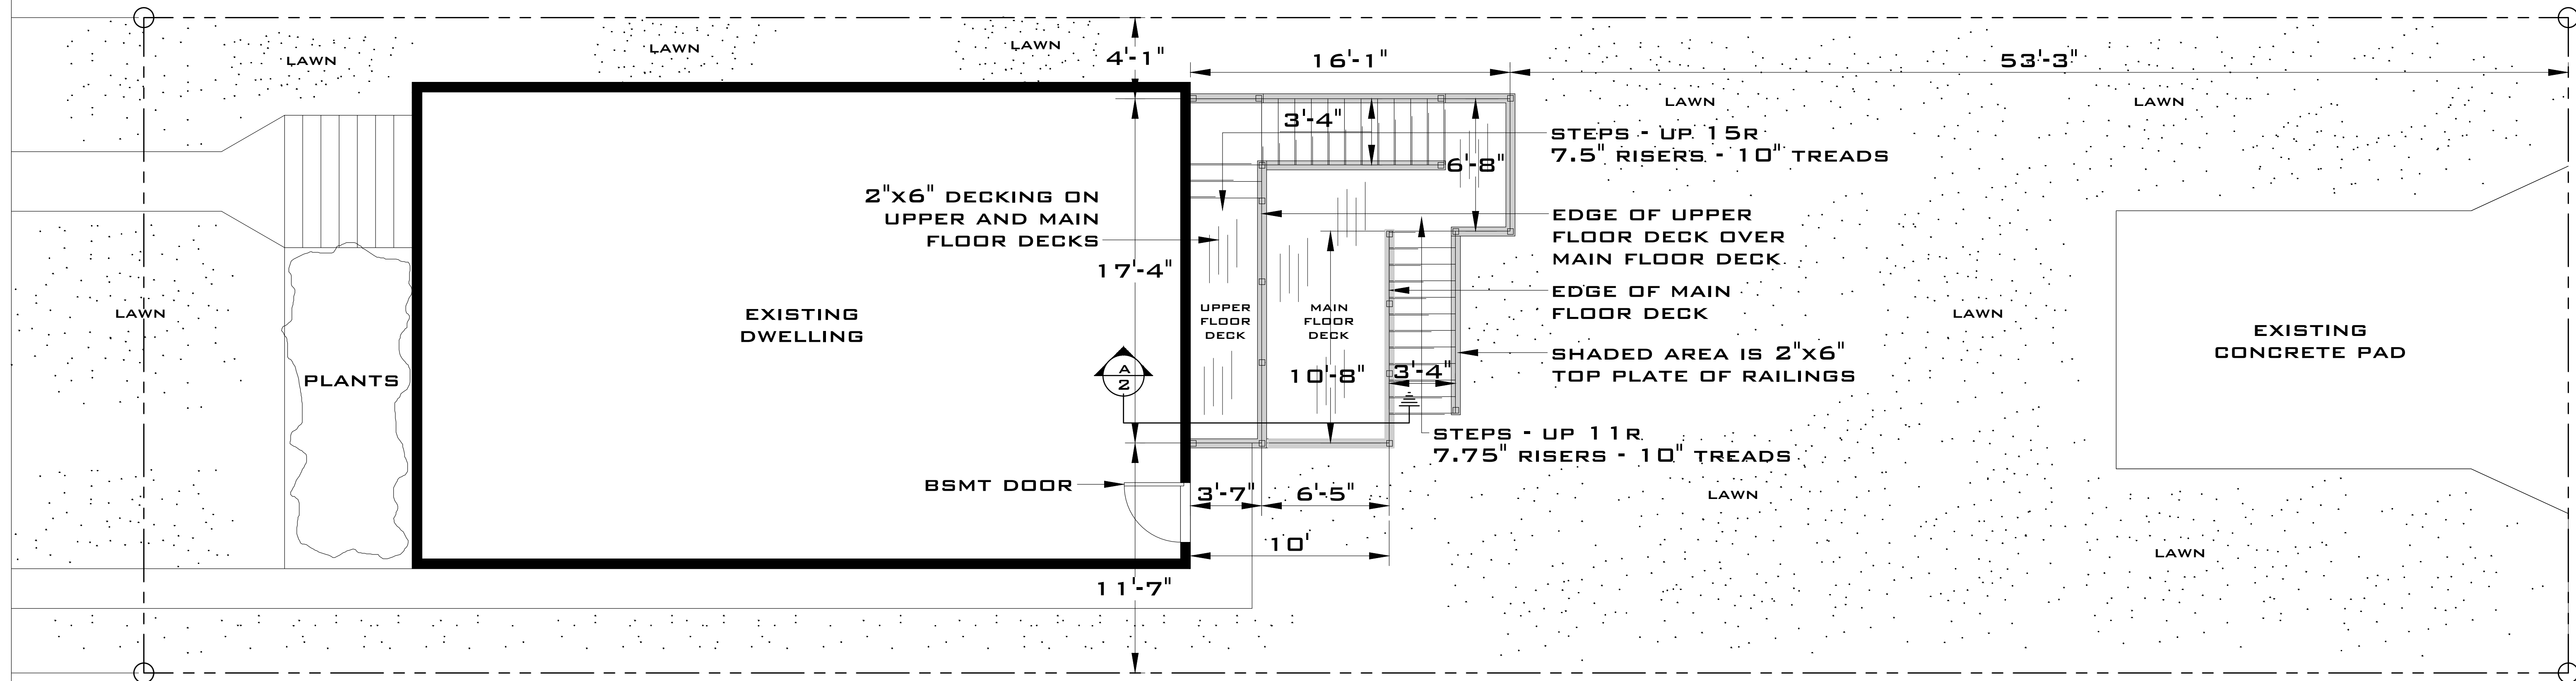 LAWN
LAWN
LAWN
4'-1"
16'-1"
53'-3"
LAWN
LAWN
3'-4"
6'-8"
STEPS - UP 15R
7.5" RISERS - 10" TREADS
2"x6" DECKING ON
UPPER AND MAIN
FLOOR DECKS
EDGE OF UPPER
FLOOR DECK OVER
MAIN FLOOR DECK
17'-4"
EDGE OF MAIN
FLOOR DECK
LAWN
EXISTING
DWELLING
UPPER
FLOOR
DECK
MAIN
FLOOR
DECK
LAWN
EXISTING
CONCRETE PAD
SHADED AREA IS 2"x6"
TOP PLATE OF RAILINGS
PLANTS
A
2
10'-8"
3'-4"
STEPS - UP 11R
7.75" RISERS - 10" TREADS
BSMT DOOR
3'-7"
6'-5"
LAWN
10'
LAWN
11'-7"